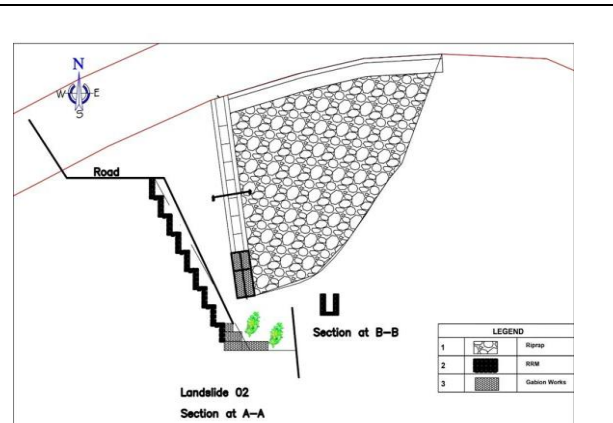 N
W E
S
Road
Section at B-B
Landslide 02
Section at A-A
LEGEND
1 Riprap
2 RRM
3 Gabion Works